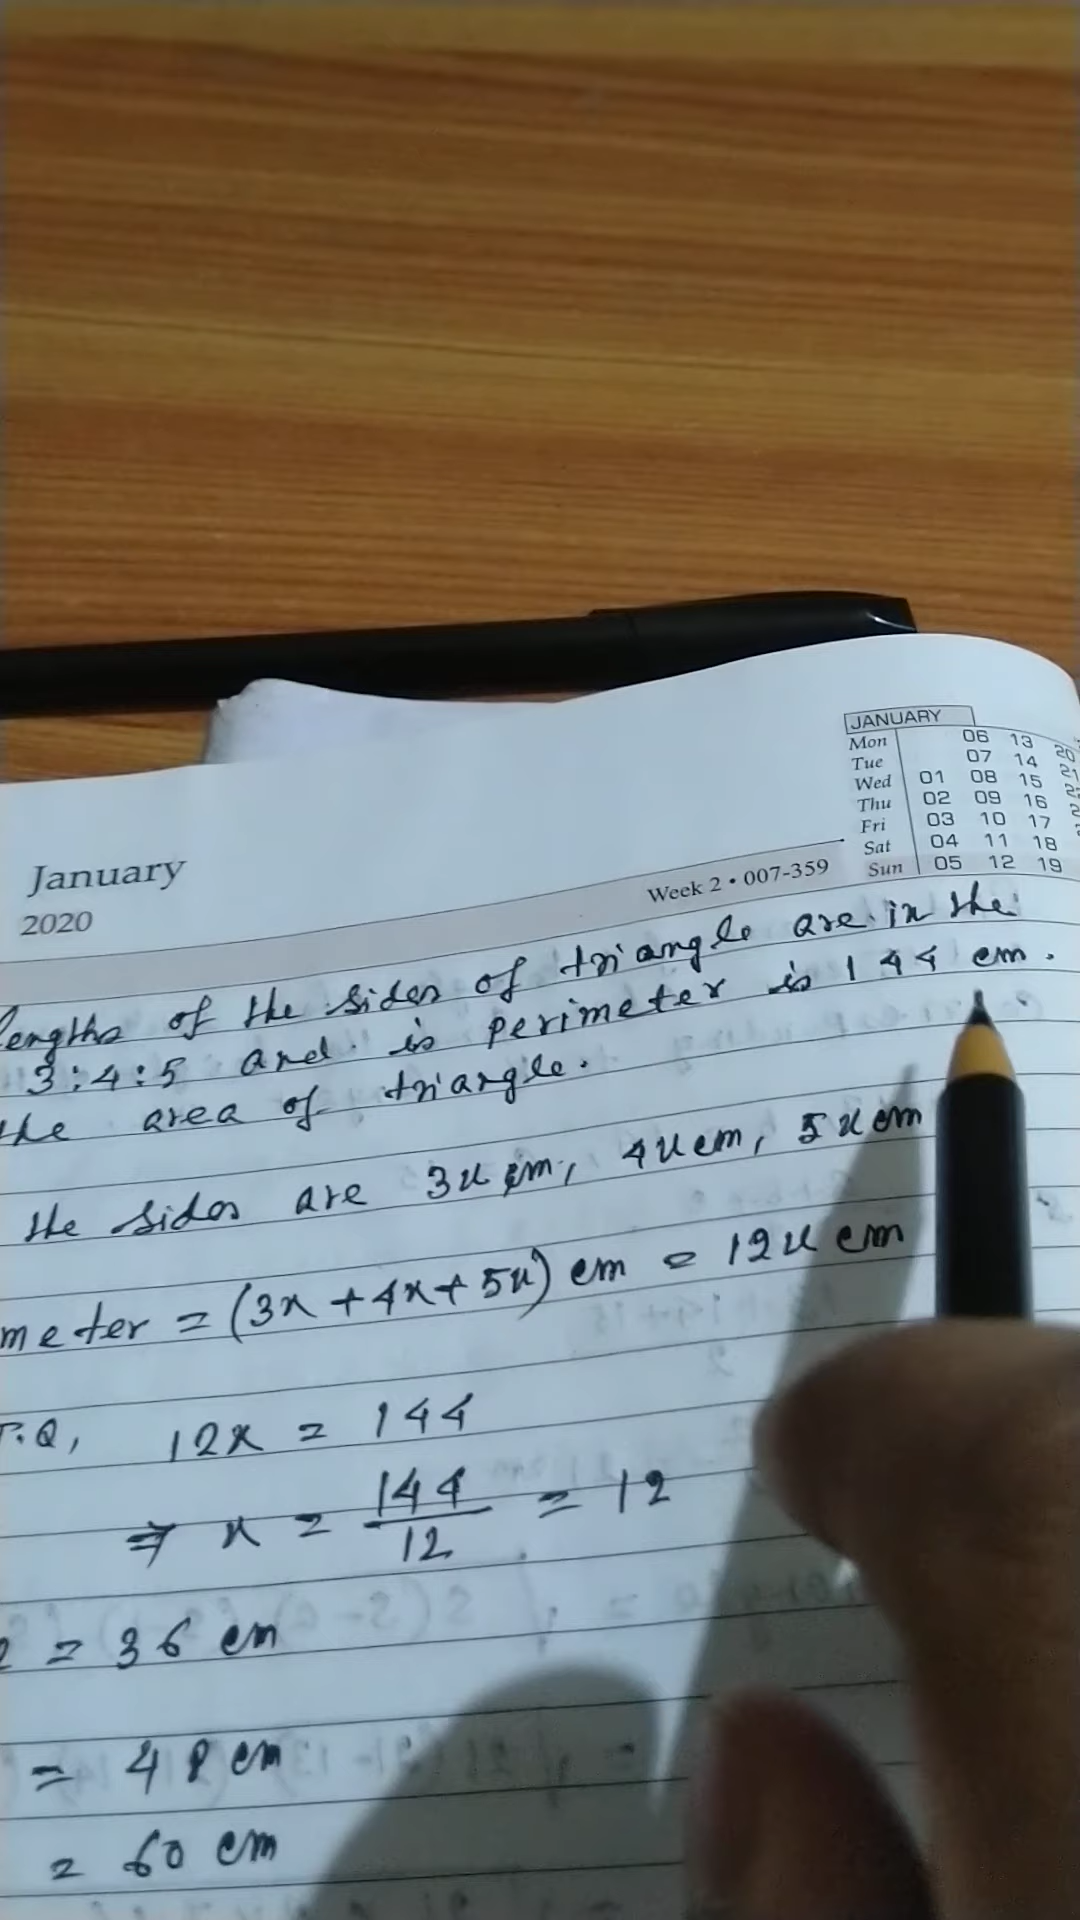 January
2020
Week 2 • 007-359
JANUARY
Mon 06 13 20
Tue 07 14 21
Wed 01 08 15
Thu 02 09 16
Fri 03 10 17
Sat 04 11 18
Sun 05 12 19
lengths of the sides of triangle are in the
3:4:5 and is perimeter is 144 cm.
the area of triangle.
the sides are 3x cm, 4x cm, 5x cm
meter = (3x + 4x + 5x) cm = 12x cm
.Q, 12x = 144
⇒ x = 144/12 = 12
= 36 cm
= 48 cm
= 60 cm